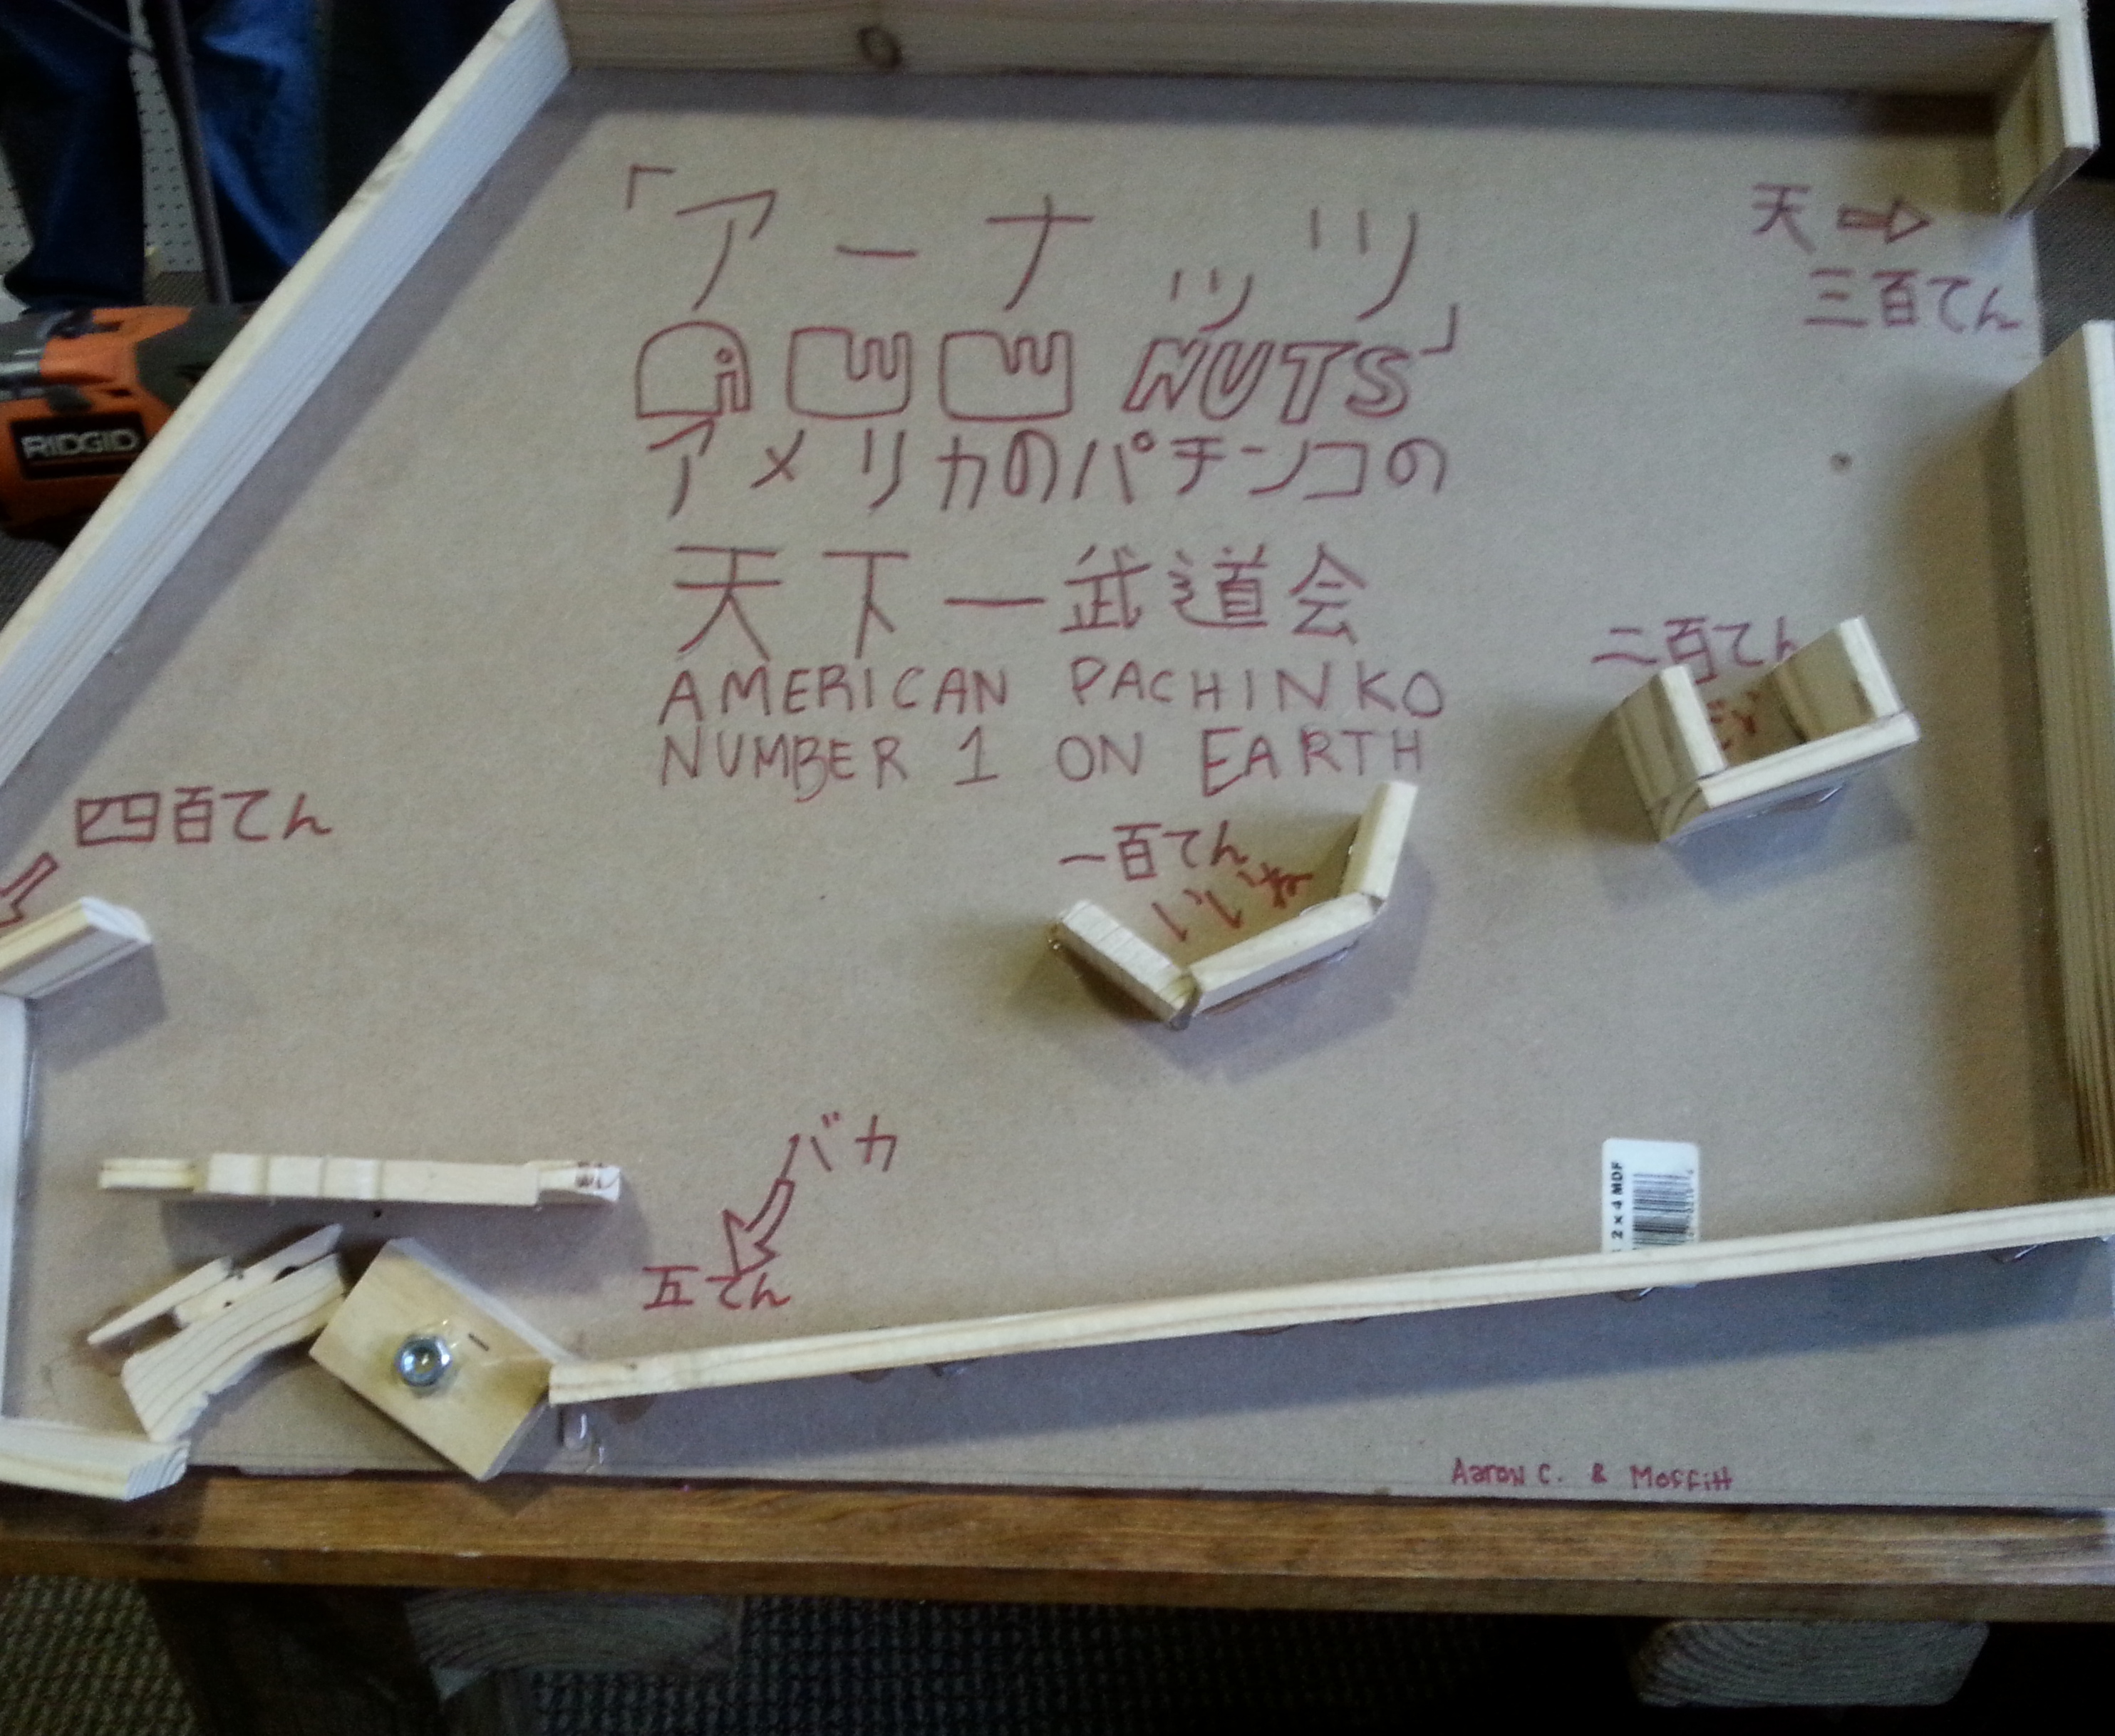 「アーナッツ
NUTS」
アメリカのパチンコの
天下一武道会
AMERICAN PACHINKO
NUMBER 1 ON EARTH
天
三百てん
二百てん
一百てん
いいね
四百てん
バカ
五てん
2 x 4 MDF
Aaron C. & Moffitt
RIDGID